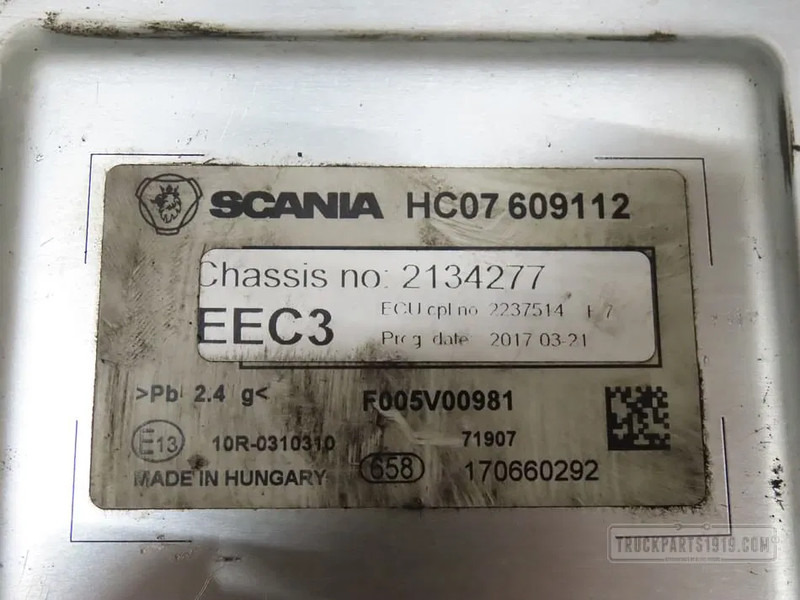 SCANIA HC07 609112
Chassis no: 2134277
ECU cpl no 2237514
EEC3
Prog date 2017 03-21
>Pb 2.4 g<
F005V00981
E13
10R-0310310
71907
MADE IN HUNGARY
658
170660292
TRUCKPARTS1919.COM